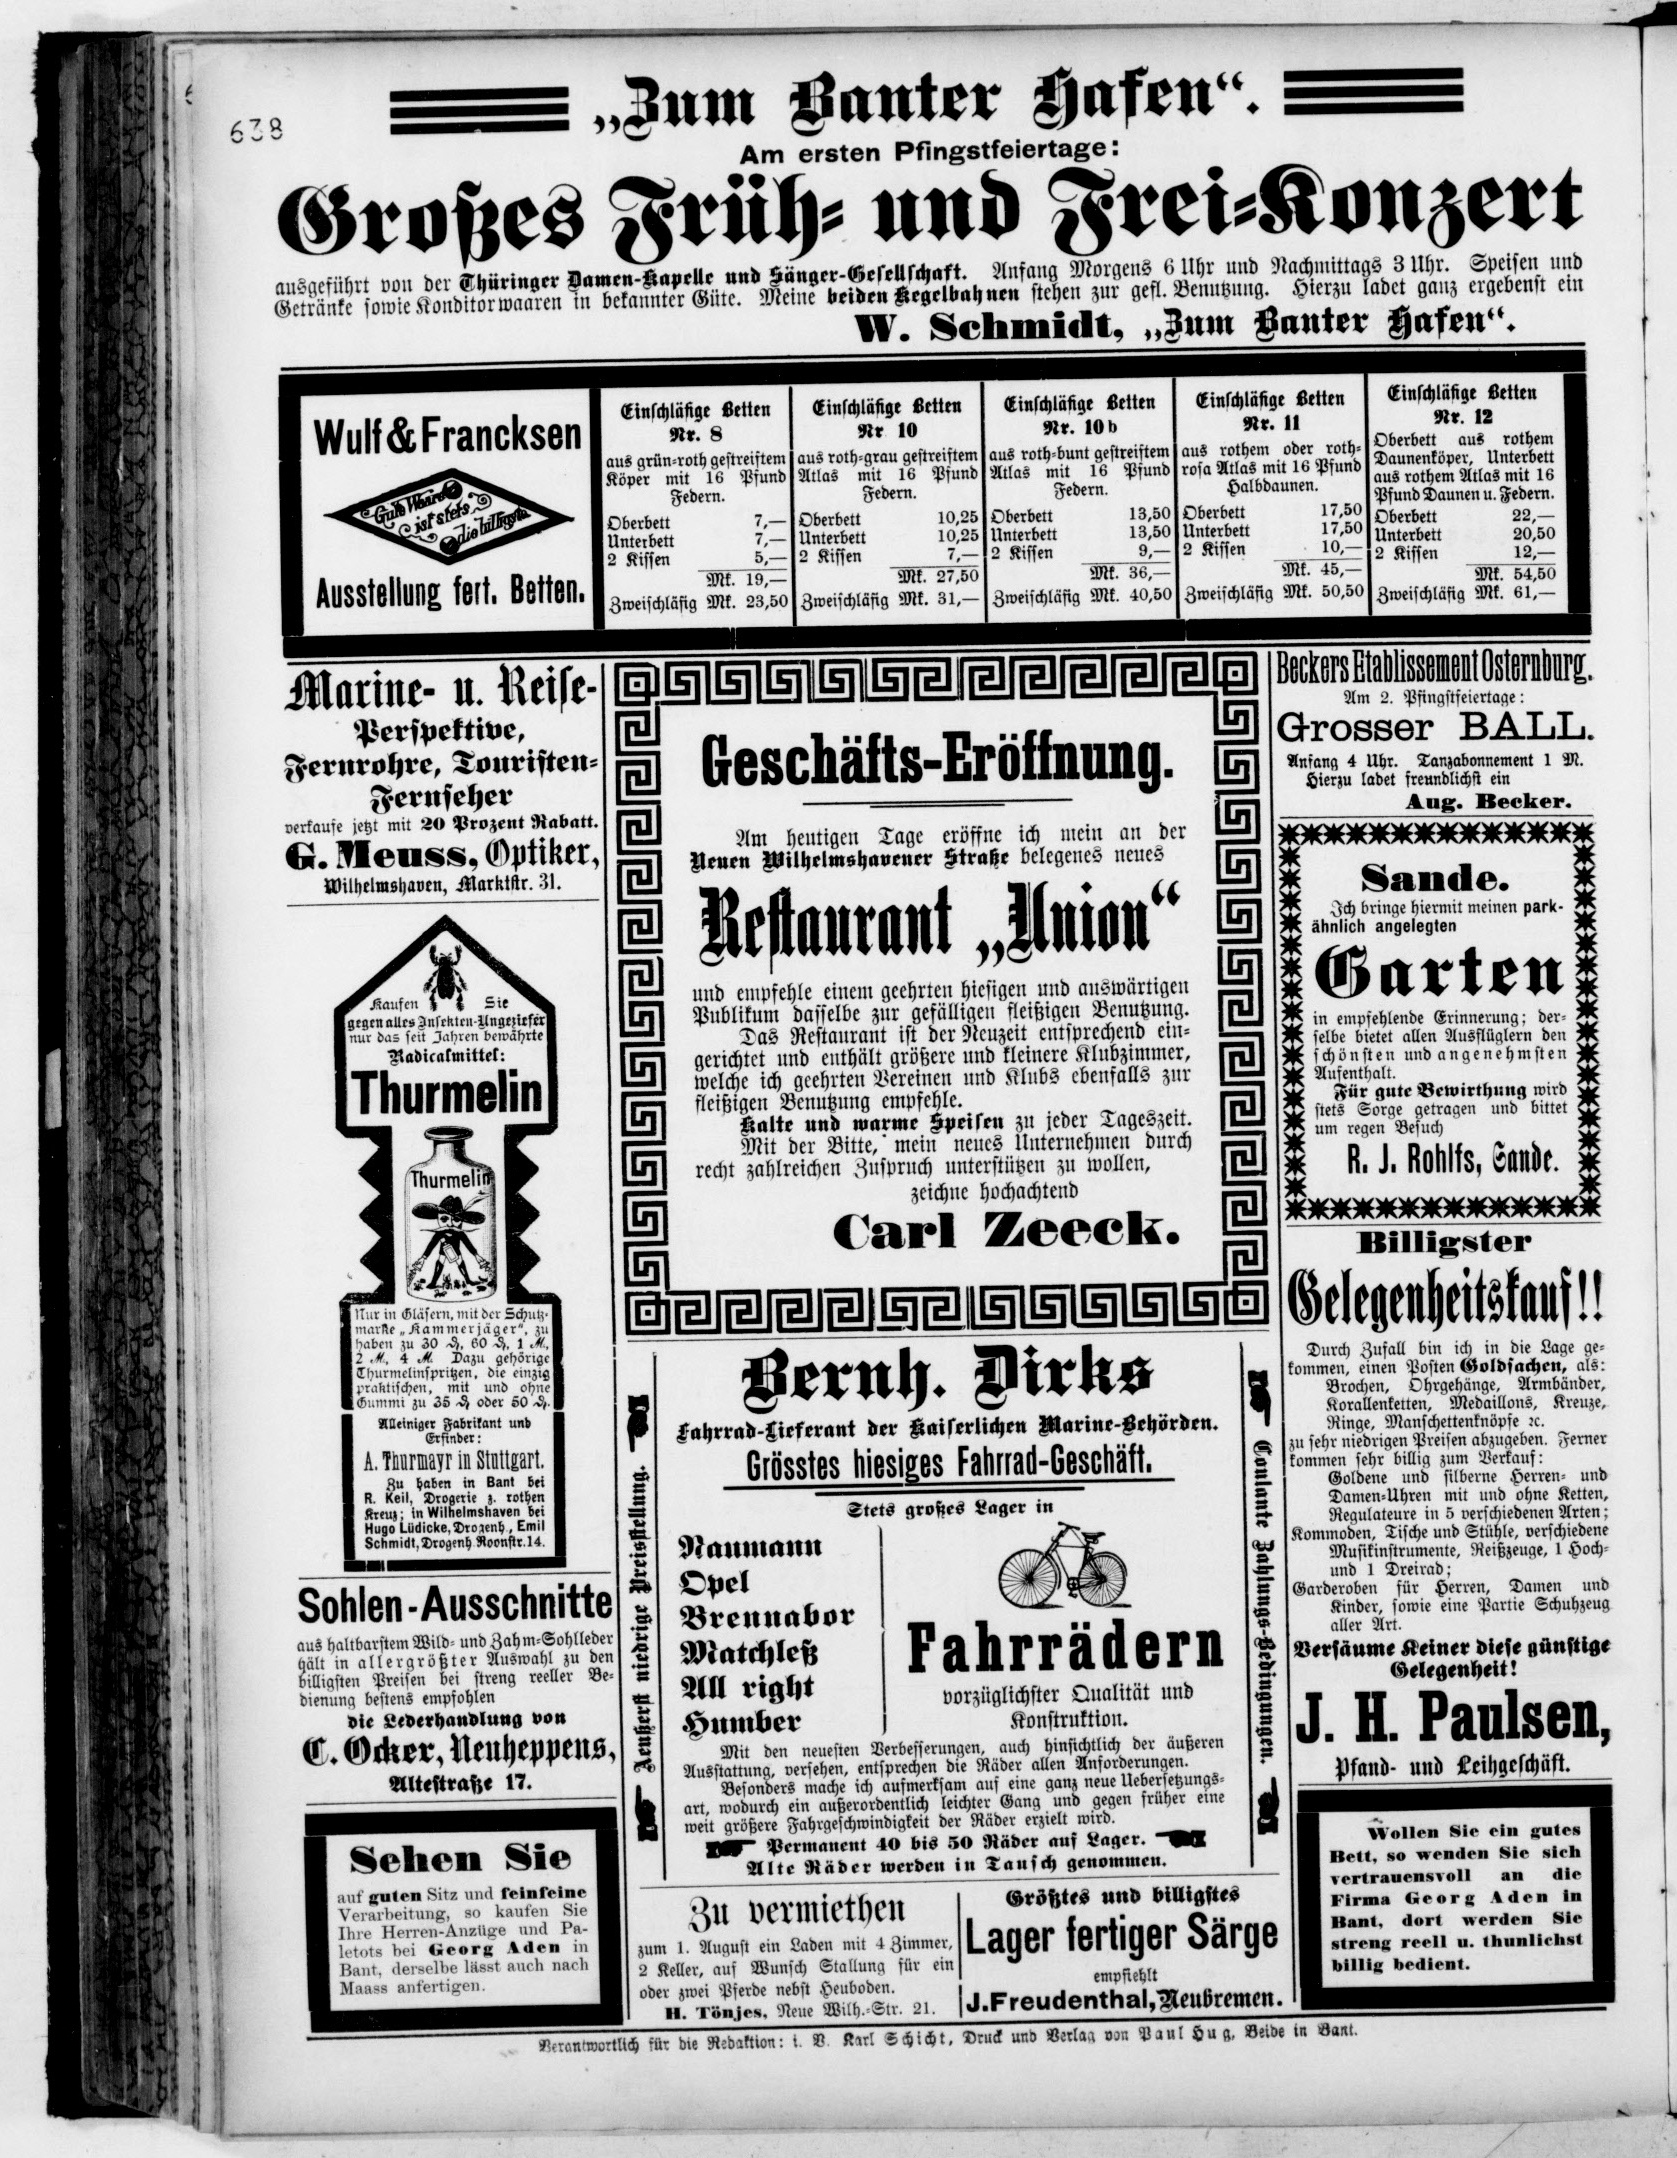 638
„Zum Banter Hafen“.
Am ersten Pfingstfeiertage:
Großes Früh- und Frei-Konzert
ausgeführt von der Thüringer Damen-Kapelle und Sänger-Gesellschaft. Anfang Morgens 6 Uhr und Nachmittags 3 Uhr. Speisen und
Getränke sowie Konditorwaaren in bekannter Güte. Meine beiden Kegelbahnen stehen zur gefl. Benutzung. Hierzu ladet ganz ergebenst ein
W. Schmidt, „Zum Banter Hafen“.
Wulf & Francksen
Gute Waare
ist stets
die billigste
Ausstellung fert. Betten.
Einschläfige Betten
Nr. 8
aus grün-roth gestreiftem
Köper mit 16 Pfund
Federn.
Oberbett 7,—
Unterbett 7,—
2 Kissen 5,—
Mk. 19,—
Zweischläfig Mk. 23,50
Einschläfige Betten
Nr 10
aus roth-grau gestreiftem
Atlas mit 16 Pfund
Federn.
Oberbett 10,25
Unterbett 10,25
2 Kissen 7,—
Mk. 27,50
Zweischläfig Mk. 31,—
Einschläfige Betten
Nr. 10b
aus roth-bunt gestreiftem
Atlas mit 16 Pfund
Federn.
Oberbett 13,50
Unterbett 13,50
2 Kissen 9,—
Mk. 36,—
Zweischläfig Mk. 40,50
Einschläfige Betten
Nr. 11
aus rothem oder roth-
rosa Atlas mit 16 Pfund
Halbdaunen.
Oberbett 17,50
Unterbett 17,50
2 Kissen 10,—
Mk. 45,—
Zweischläfig Mk. 50,50
Einschläfige Betten
Nr. 12
Oberbett aus rothem
Daunenköper, Unterbett
aus rothem Atlas mit 16
Pfund Daunen u. Federn.
Oberbett 22,—
Unterbett 20,50
2 Kissen 12,—
Mk. 54,50
Zweischläfig Mk. 61,—
Marine- u. Reise-
Perspektive,
Fernrohre, Touristen-
Fernseher
verkaufe jetzt mit 20 Prozent Rabatt.
G. Meuss, Optiker,
Wilhelmshaven, Marktstr. 31.
Kaufen Sie
gegen alles Insekten-Ungeziefer
nur das seit Jahren bewährte
Radicalmittel:
Thurmelin
Thurmelin
Nur in Gläsern, mit der Schutz-
marke „Kammerjäger“, zu
haben zu 30 ₰, 60 ₰, 1 M.,
2 M., 4 M. Dazu gehörige
Thurmelinspritzen, die einzig
praktischen, mit und ohne
Gummi zu 35 ₰ oder 50 ₰.
Alleiniger Fabrikant und
Erfinder:
A. Thurmayr in Stuttgart.
Zu haben in Bant bei
R. Keil, Drogerie z. rothen
Kreuz; in Wilhelmshaven bei
Hugo Lüdicke, Drogenh., Emil
Schmidt, Drogenh. Roonstr. 14.
Sohlen-Ausschnitte
aus haltbarstem Wild- und Zahm-Sohlleder
hält in allergrößter Auswahl zu den
billigsten Preisen bei streng reeller Be-
dienung bestens empfohlen
die Lederhandlung von
C. Ocker, Neuheppens,
Altestraße 17.
Sehen Sie
auf guten Sitz und feinfeine
Verarbeitung, so kaufen Sie
Ihre Herren-Anzüge und Pa-
letots bei Georg Aden in
Bant, derselbe lässt auch nach
Maass anfertigen.
Geschäfts-Eröffnung.
Am heutigen Tage eröffne ich mein an der
Neuen Wilhelmshavener Straße belegenes neues
Restaurant „Union“
und empfehle einem geehrten hiesigen und auswärtigen
Publikum dasselbe zur gefälligen fleißigen Benutzung.
Das Restaurant ist der Neuzeit entsprechend ein-
gerichtet und enthält größere und kleinere Klubzimmer,
welche ich geehrten Vereinen und Klubs ebenfalls zur
fleißigen Benutzung empfehle.
Kalte und warme Speisen zu jeder Tageszeit.
Mit der Bitte, mein neues Unternehmen durch
recht zahlreichen Zuspruch unterstützen zu wollen,
zeichne hochachtend
Carl Zeeck.
Aeußerst niedrige Preisstellung.
Bernh. Dirks
Fahrrad-Lieferant der Kaiserlichen Marine-Behörden.
Grösstes hiesiges Fahrrad-Geschäft.
Stets großes Lager in
Naumann
Opel
Brennabor
Matchleß
All right
Humber
Fahrrädern
vorzüglichster Qualität und
Konstruktion.
Mit den neuesten Verbesserungen, auch hinsichtlich der äußeren
Ausstattung, versehen, entsprechen die Räder allen Anforderungen.
Besonders mache ich aufmerksam auf eine ganz neue Uebersetzungs-
art, wodurch ein außerordentlich leichter Gang und gegen früher eine
weit größere Fahrgeschwindigkeit der Räder erzielt wird.
Permanent 40 bis 50 Räder auf Lager.
Alte Räder werden in Tausch genommen.
Coulante Zahlungs-Bedingungen.
Zu vermiethen
zum 1. August ein Laden mit 4 Zimmer,
2 Keller, auf Wunsch Stallung für ein
oder zwei Pferde nebst Heuboden.
H. Tönjes, Neue Wilh.-Str. 21.
Größtes und billigstes
Lager fertiger Särge
empfiehlt
J. Freudenthal, Neubremen.
Beckers Etablissement Osternburg.
Am 2. Pfingstfeiertage:
Grosser BALL.
Anfang 4 Uhr. Tanzabonnement 1 M.
Hierzu ladet freundlichst ein
Aug. Becker.
Sande.
Ich bringe hiermit meinen park-
ähnlich angelegten
Garten
in empfehlende Erinnerung; der-
selbe bietet allen Ausflüglern den
schönsten und angenehmsten
Aufenthalt.
Für gute Bewirthung wird
stets Sorge getragen und bittet
um regen Besuch
R. J. Rohlfs, Sande.
Billigster
Gelegenheitskauf!!
Durch Zufall bin ich in die Lage ge-
kommen, einen Posten Goldsachen, als:
Brochen, Ohrgehänge, Armbänder,
Korallenketten, Medaillons, Kreuze,
Ringe, Manschettenknöpfe ꝛc.
zu sehr niedrigen Preisen abzugeben. Ferner
kommen sehr billig zum Verkauf:
Goldene und silberne Herren- und
Damen-Uhren mit und ohne Ketten,
Regulateure in 5 verschiedenen Arten;
Kommoden, Tische und Stühle, verschiedene
Musikinstrumente, Reißzeuge, 1 Hoch-
und 1 Dreirad;
Garderoben für Herren, Damen und
Kinder, sowie eine Partie Schuhzeug
aller Art.
Versäume Keiner diese günstige
Gelegenheit!
J. H. Paulsen,
Pfand- und Leihgeschäft.
Wollen Sie ein gutes
Bett, so wenden Sie sich
vertrauensvoll an die
Firma Georg Aden in
Bant, dort werden Sie
streng reell u. thunlichst
billig bedient.
Verantwortlich für die Redaktion: i. V. Karl Schicht, Druck und Verlag von Paul Hug, Beide in Bant.